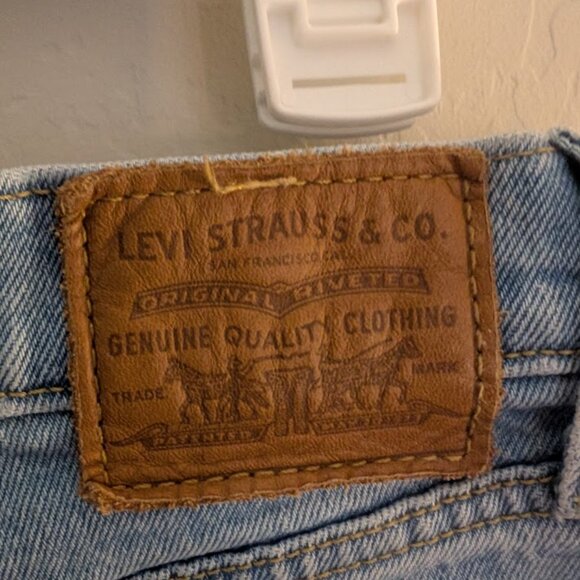 LEVI STRAUSS & CO.
SAN FRANCISCO CAL.
ORIGINAL RIVETED
GENUINE QUALITY CLOTHING
TRADE MARK
PATENTED